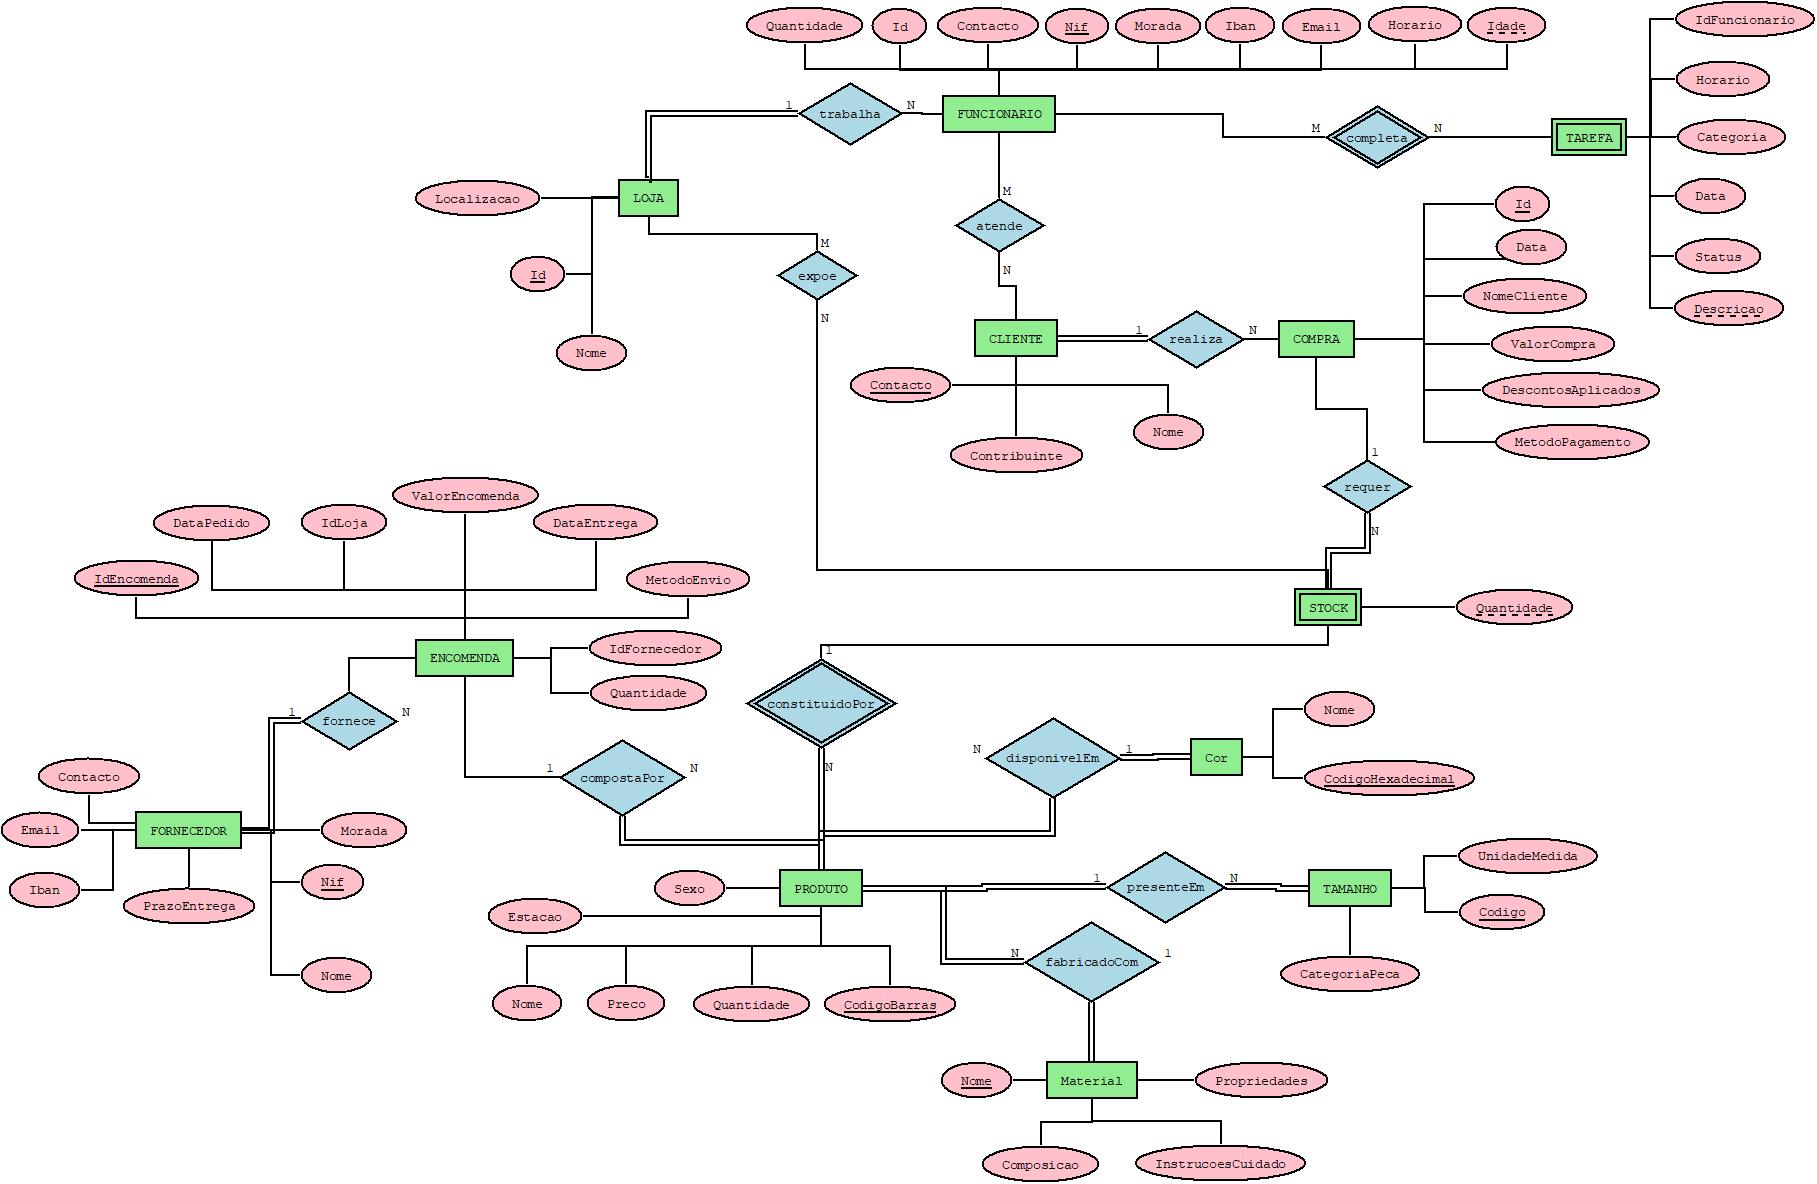 Quantidade
Id
Contacto
Nif
Morada
Iban
Email
Horario
Idade
IdFuncionario
Horario
Categoria
Data
Status
Descricao
1
trabalha
N
FUNCIONARIO
M
completa
N
TAREFA
LOJA
Localizacao
Id
Nome
M
expoe
N
M
atende
N
CLIENTE
1
realiza
N
COMPRA
Id
Data
NomeCliente
ValorCompra
DescontosAplicados
MetodoPagamento
Contacto
Contribuinte
Nome
1
requer
N
STOCK
Quantidade
ValorEncomenda
DataPedido
IdLoja
DataEntrega
IdEncomenda
MetodoEnvio
ENCOMENDA
IdFornecedor
Quantidade
1
fornece
N
1
compostaPor
N
1
constituidoPor
N
N
disponivelEm
1
Cor
Nome
CodigoHexadecimal
Contacto
Email
Iban
FORNECEDOR
PrazoEntrega
Morada
Nif
Nome
Sexo
PRODUTO
Estacao
Nome
Preco
Quantidade
CodigoBarras
1
presenteEm
N
TAMANHO
UnidadeMedida
Codigo
CategoriaPeca
N
fabricadoCom
1
Nome
Material
Propriedades
Composicao
InstrucoesCuidado